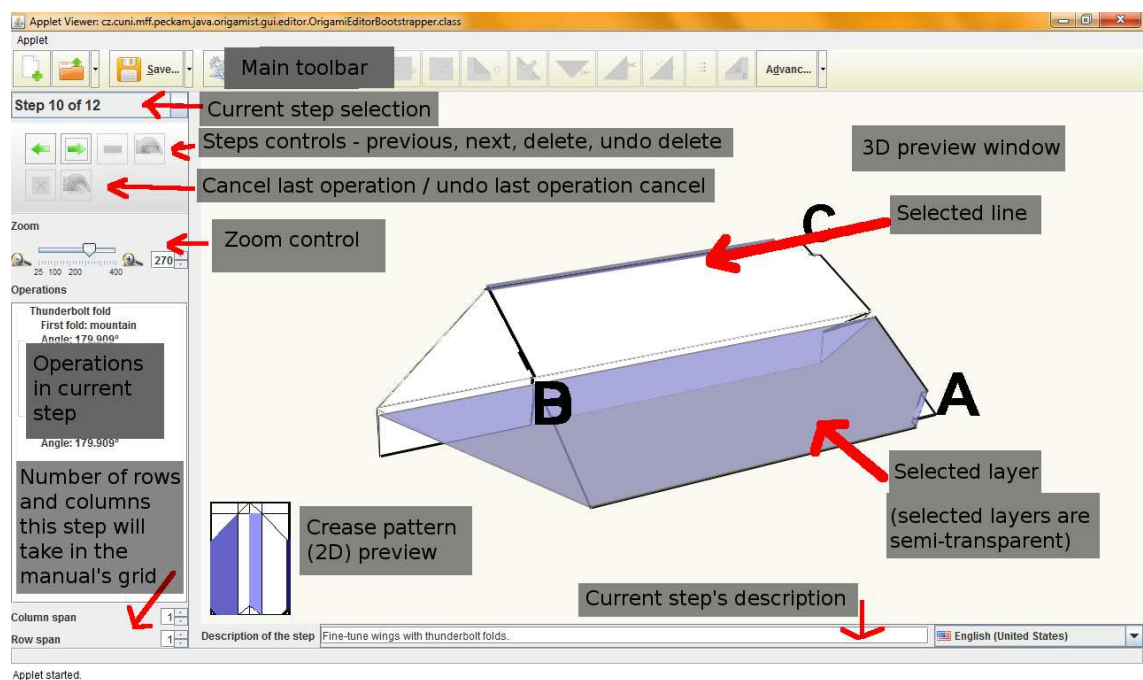 Applet Viewer: cz.cuni.mff.peckam.java.origamist.gui.editor.OrigamiEditorBootstrapper.class
Applet
Save...
Main toolbar
Advanc...
Step 10 of 12
Current step selection
Steps controls - previous, next, delete, undo delete
3D preview window
Cancel last operation / undo last operation cancel
Selected line
C
Zoom
Zoom control
270
25 100 200 400
Operations
Thunderbolt fold
First fold: mountain
Angle: 179.909°
Operations
in current
step
Angle: 179.909°
B
A
Number of rows
and columns
this step will
take in the
manual's grid
Selected layer
(selected layers are
semi-transparent)
Crease pattern
(2D) preview
Current step's description
Column span 1
Row span 1
Description of the step Fine-tune wings with thunderbolt folds. English (United States)
Applet started.